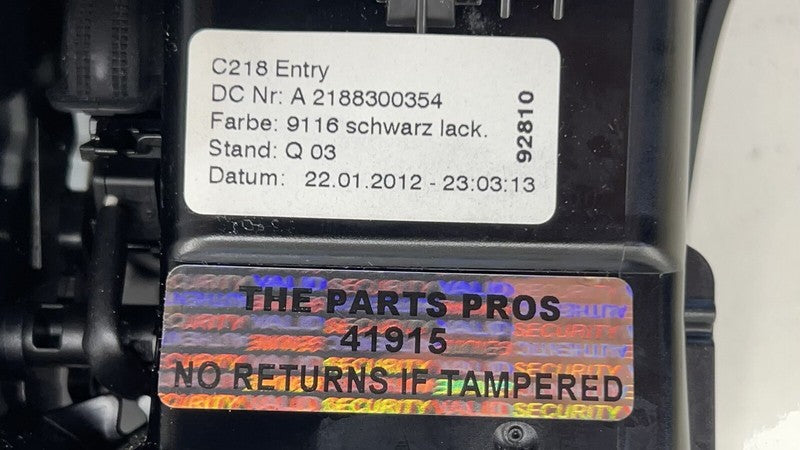 C218 Entry
DC Nr: A 2188300354
Farbe: 9116 schwarz lack.
Stand: Q 03
Datum: 22.01.2012 - 23:03:13
92810
THE PARTS PROS
41915
NO RETURNS IF TAMPERED